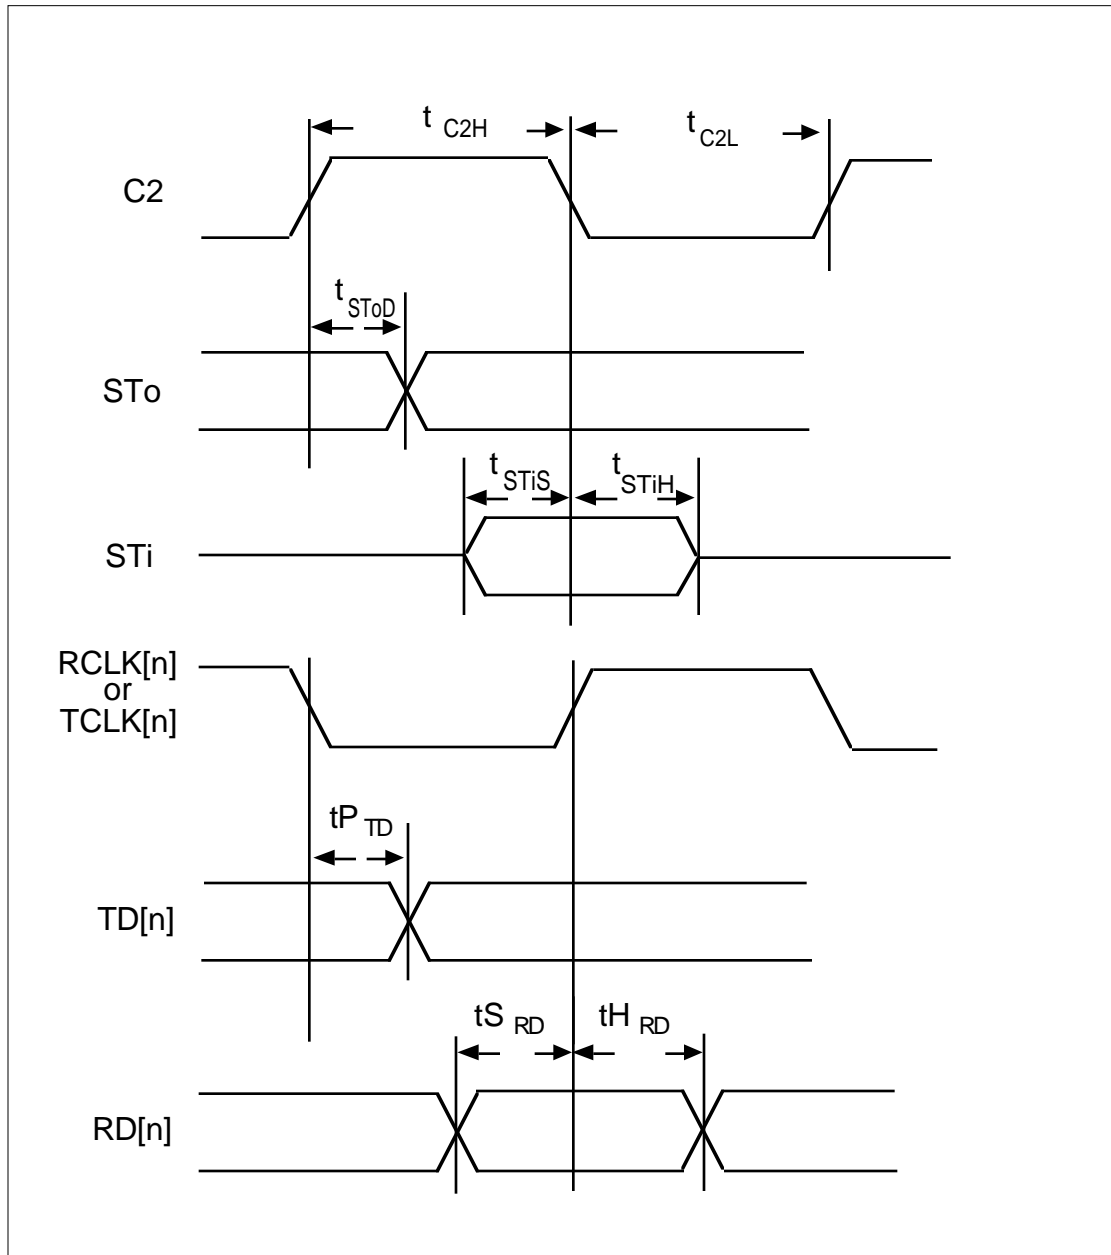 t C2H
t C2L
C2
t SToD
STo
t STiS
t STiH
STi
RCLK[n]
or
TCLK[n]
tP TD
TD[n]
tS RD
tH RD
RD[n]